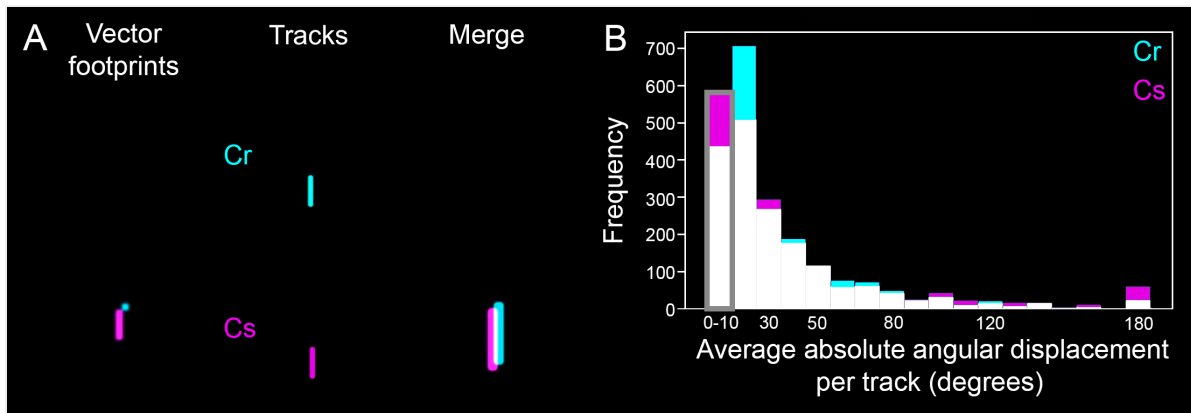 A
Vector
footprints
Tracks
Merge
Cr
Cs
B
Cr
Cs
Frequency
700
600
500
400
300
200
100
0
0-10 30 50 80 120 180
Average absolute angular displacement
per track (degrees)